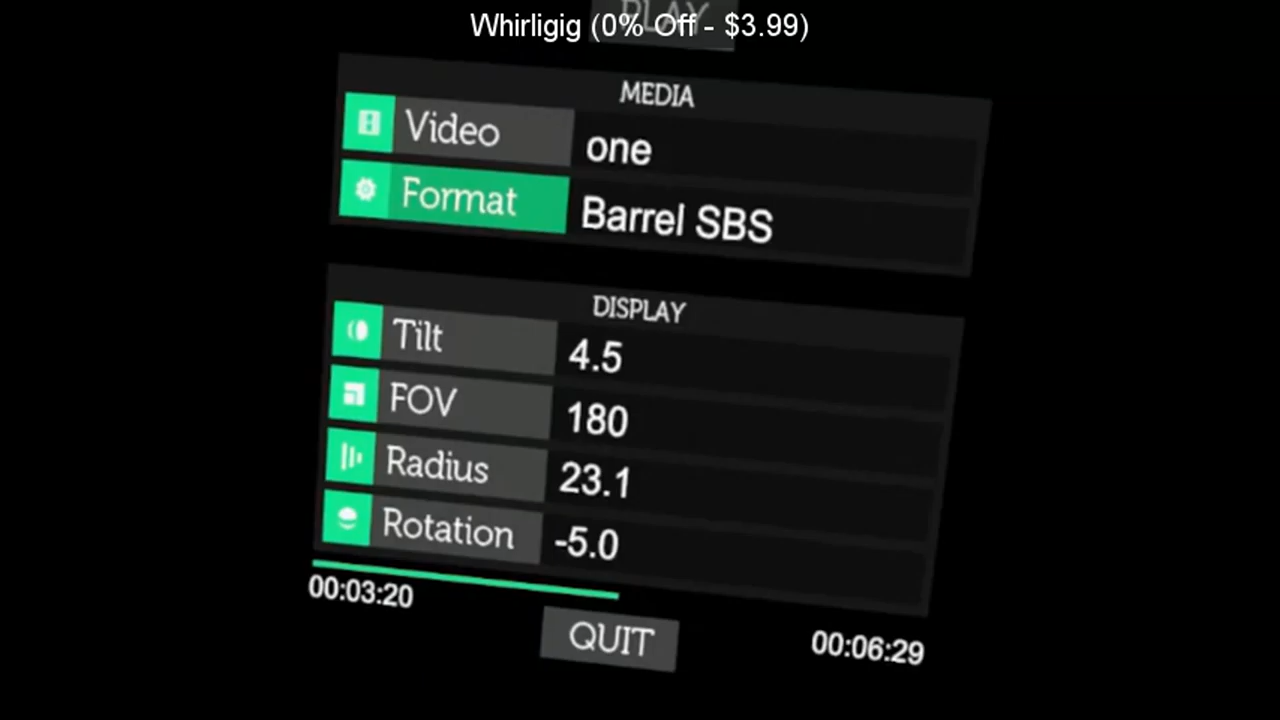 Whirligig (0% Off - $3.99)
PLAY
MEDIA
Video one
Format Barrel SBS
DISPLAY
Tilt 4.5
FOV 180
Radius 23.1
Rotation -5.0
00:03:20
00:06:29
QUIT